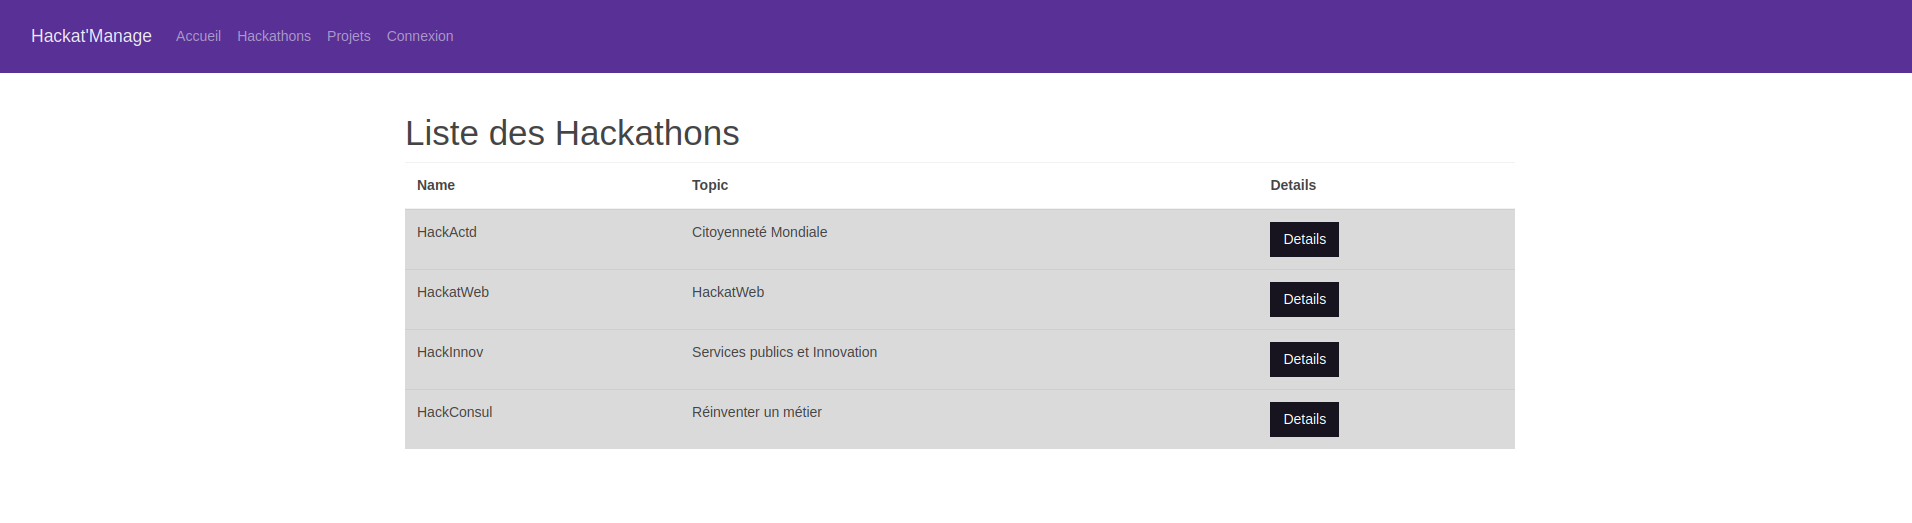 Hackat'Manage Accueil Hackathons Projets Connexion
Liste des Hackathons
Name Topic Details
HackActd Citoyenneté Mondiale Details
HackatWeb HackatWeb Details
HackInnov Services publics et Innovation Details
HackConsul Réinventer un métier Details